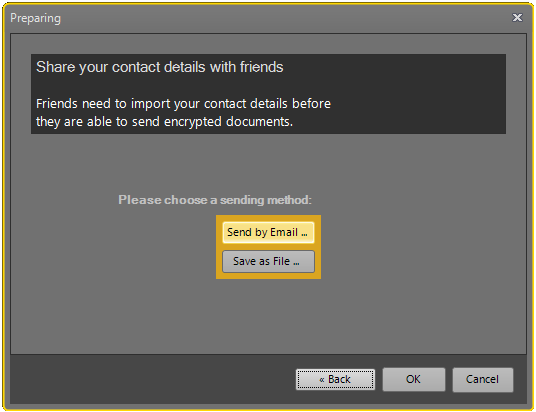 Preparing
Share your contact details with friends
Friends need to import your contact details before
they are able to send encrypted documents.
Please choose a sending method:
Send by Email ...
Save as File ...
« Back
OK
Cancel